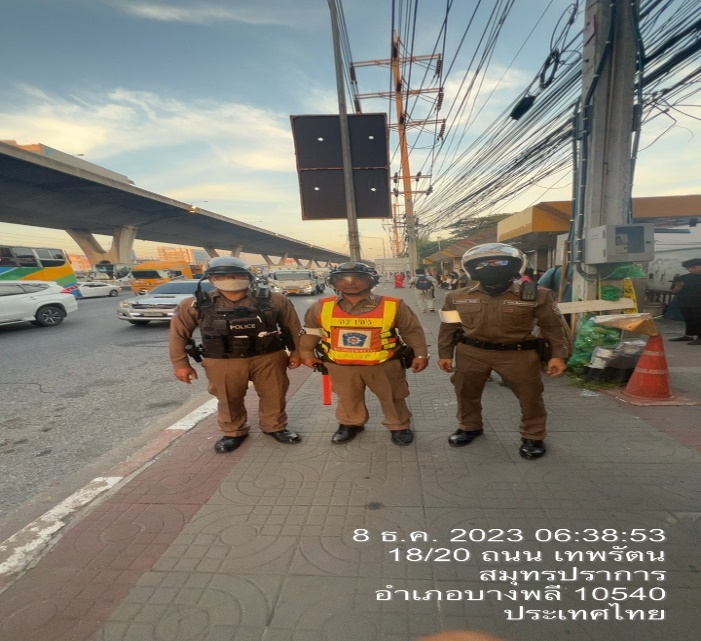 POLICE
8 ธ.ค. 2023 06:38:53
18/20 ถนน เทพรัตน
สมุทรปราการ
อำเภอบางพลี 10540
ประเทศไทย